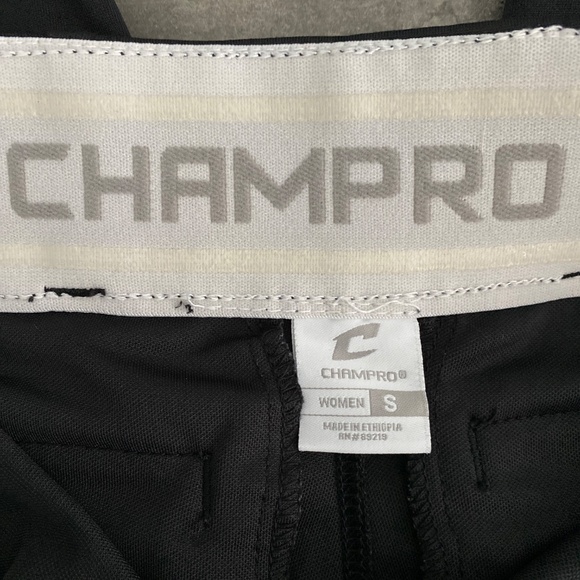 CHAMPRO
C
CHAMPRO®
WOMEN S
MADE IN ETHIOPIA
RN# 89219